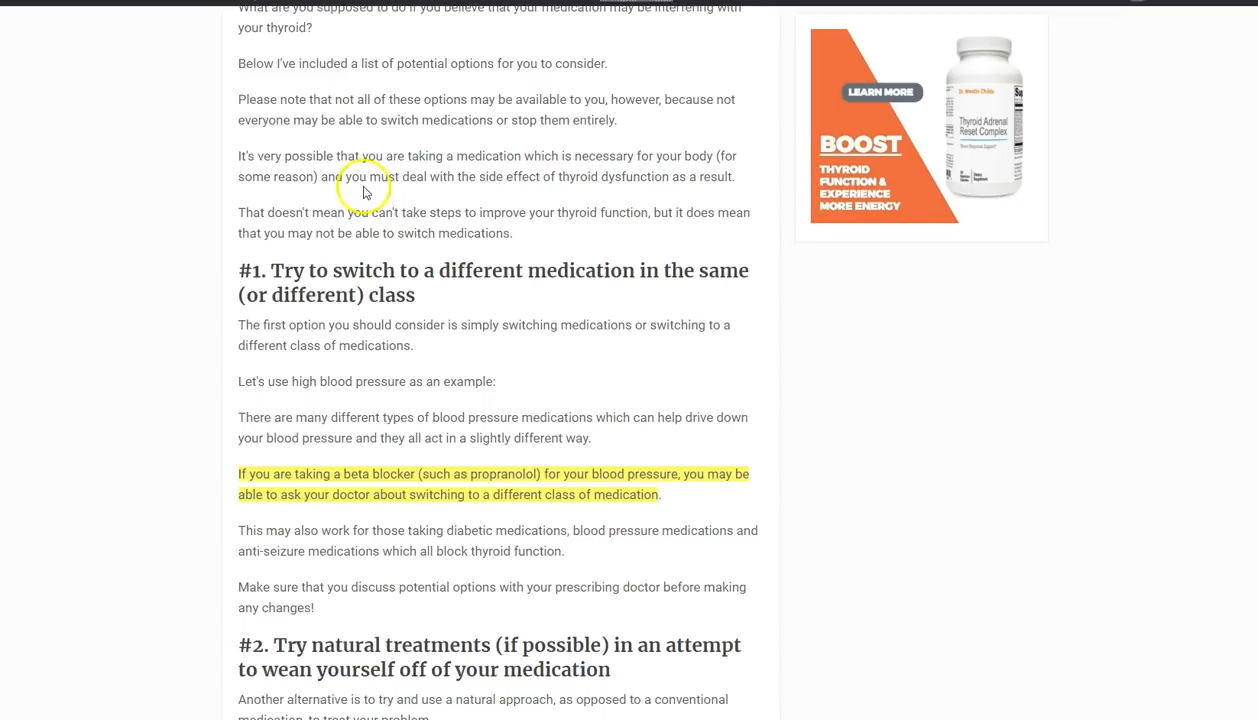 What are you supposed to do if you believe that your medication may be interfering with
your thyroid?
Below I've included a list of potential options for you to consider.
Please note that not all of these options may be available to you, however, because not
everyone may be able to switch medications or stop them entirely.
It's very possible that you are taking a medication which is necessary for your body (for
some reason) and you must deal with the side effect of thyroid dysfunction as a result.
That doesn't mean you can't take steps to improve your thyroid function, but it does mean
that you may not be able to switch medications.
#1. Try to switch to a different medication in the same
(or different) class
The first option you should consider is simply switching medications or switching to a
different class of medications.
Let's use high blood pressure as an example:
There are many different types of blood pressure medications which can help drive down
your blood pressure and they all act in a slightly different way.
If you are taking a beta blocker (such as propranolol) for your blood pressure, you may be
able to ask your doctor about switching to a different class of medication.
This may also work for those taking diabetic medications, blood pressure medications and
anti-seizure medications which all block thyroid function.
Make sure that you discuss potential options with your prescribing doctor before making
any changes!
#2. Try natural treatments (if possible) in an attempt
to wean yourself off of your medication
Another alternative is to try and use a natural approach, as opposed to a conventional
medication, to treat your problem.
LEARN MORE
BOOST
THYROID
FUNCTION &
EXPERIENCE
MORE ENERGY
Dr. Westin Childs
Thyroid Adrenal
Reset Complex